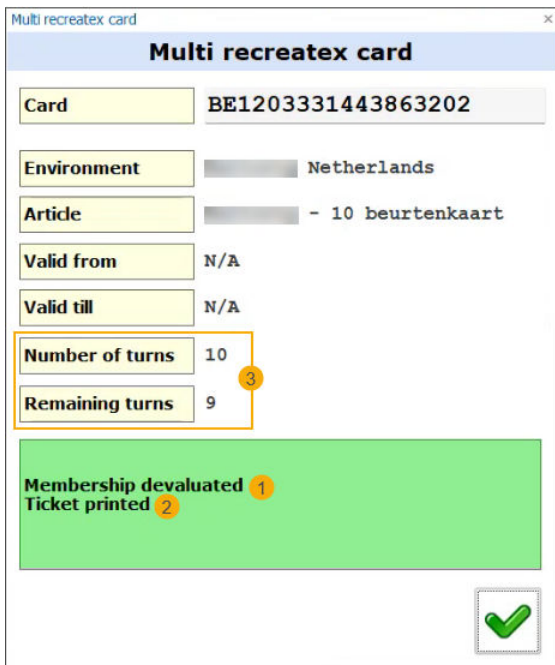 Multi recreatex card
Multi recreatex card
Card BE1203331443863202
Environment Netherlands
Article - 10 beurtenkaart
Valid from N/A
Valid till N/A
Number of turns 10
3
Remaining turns 9
Membership devaluated 1
Ticket printed 2